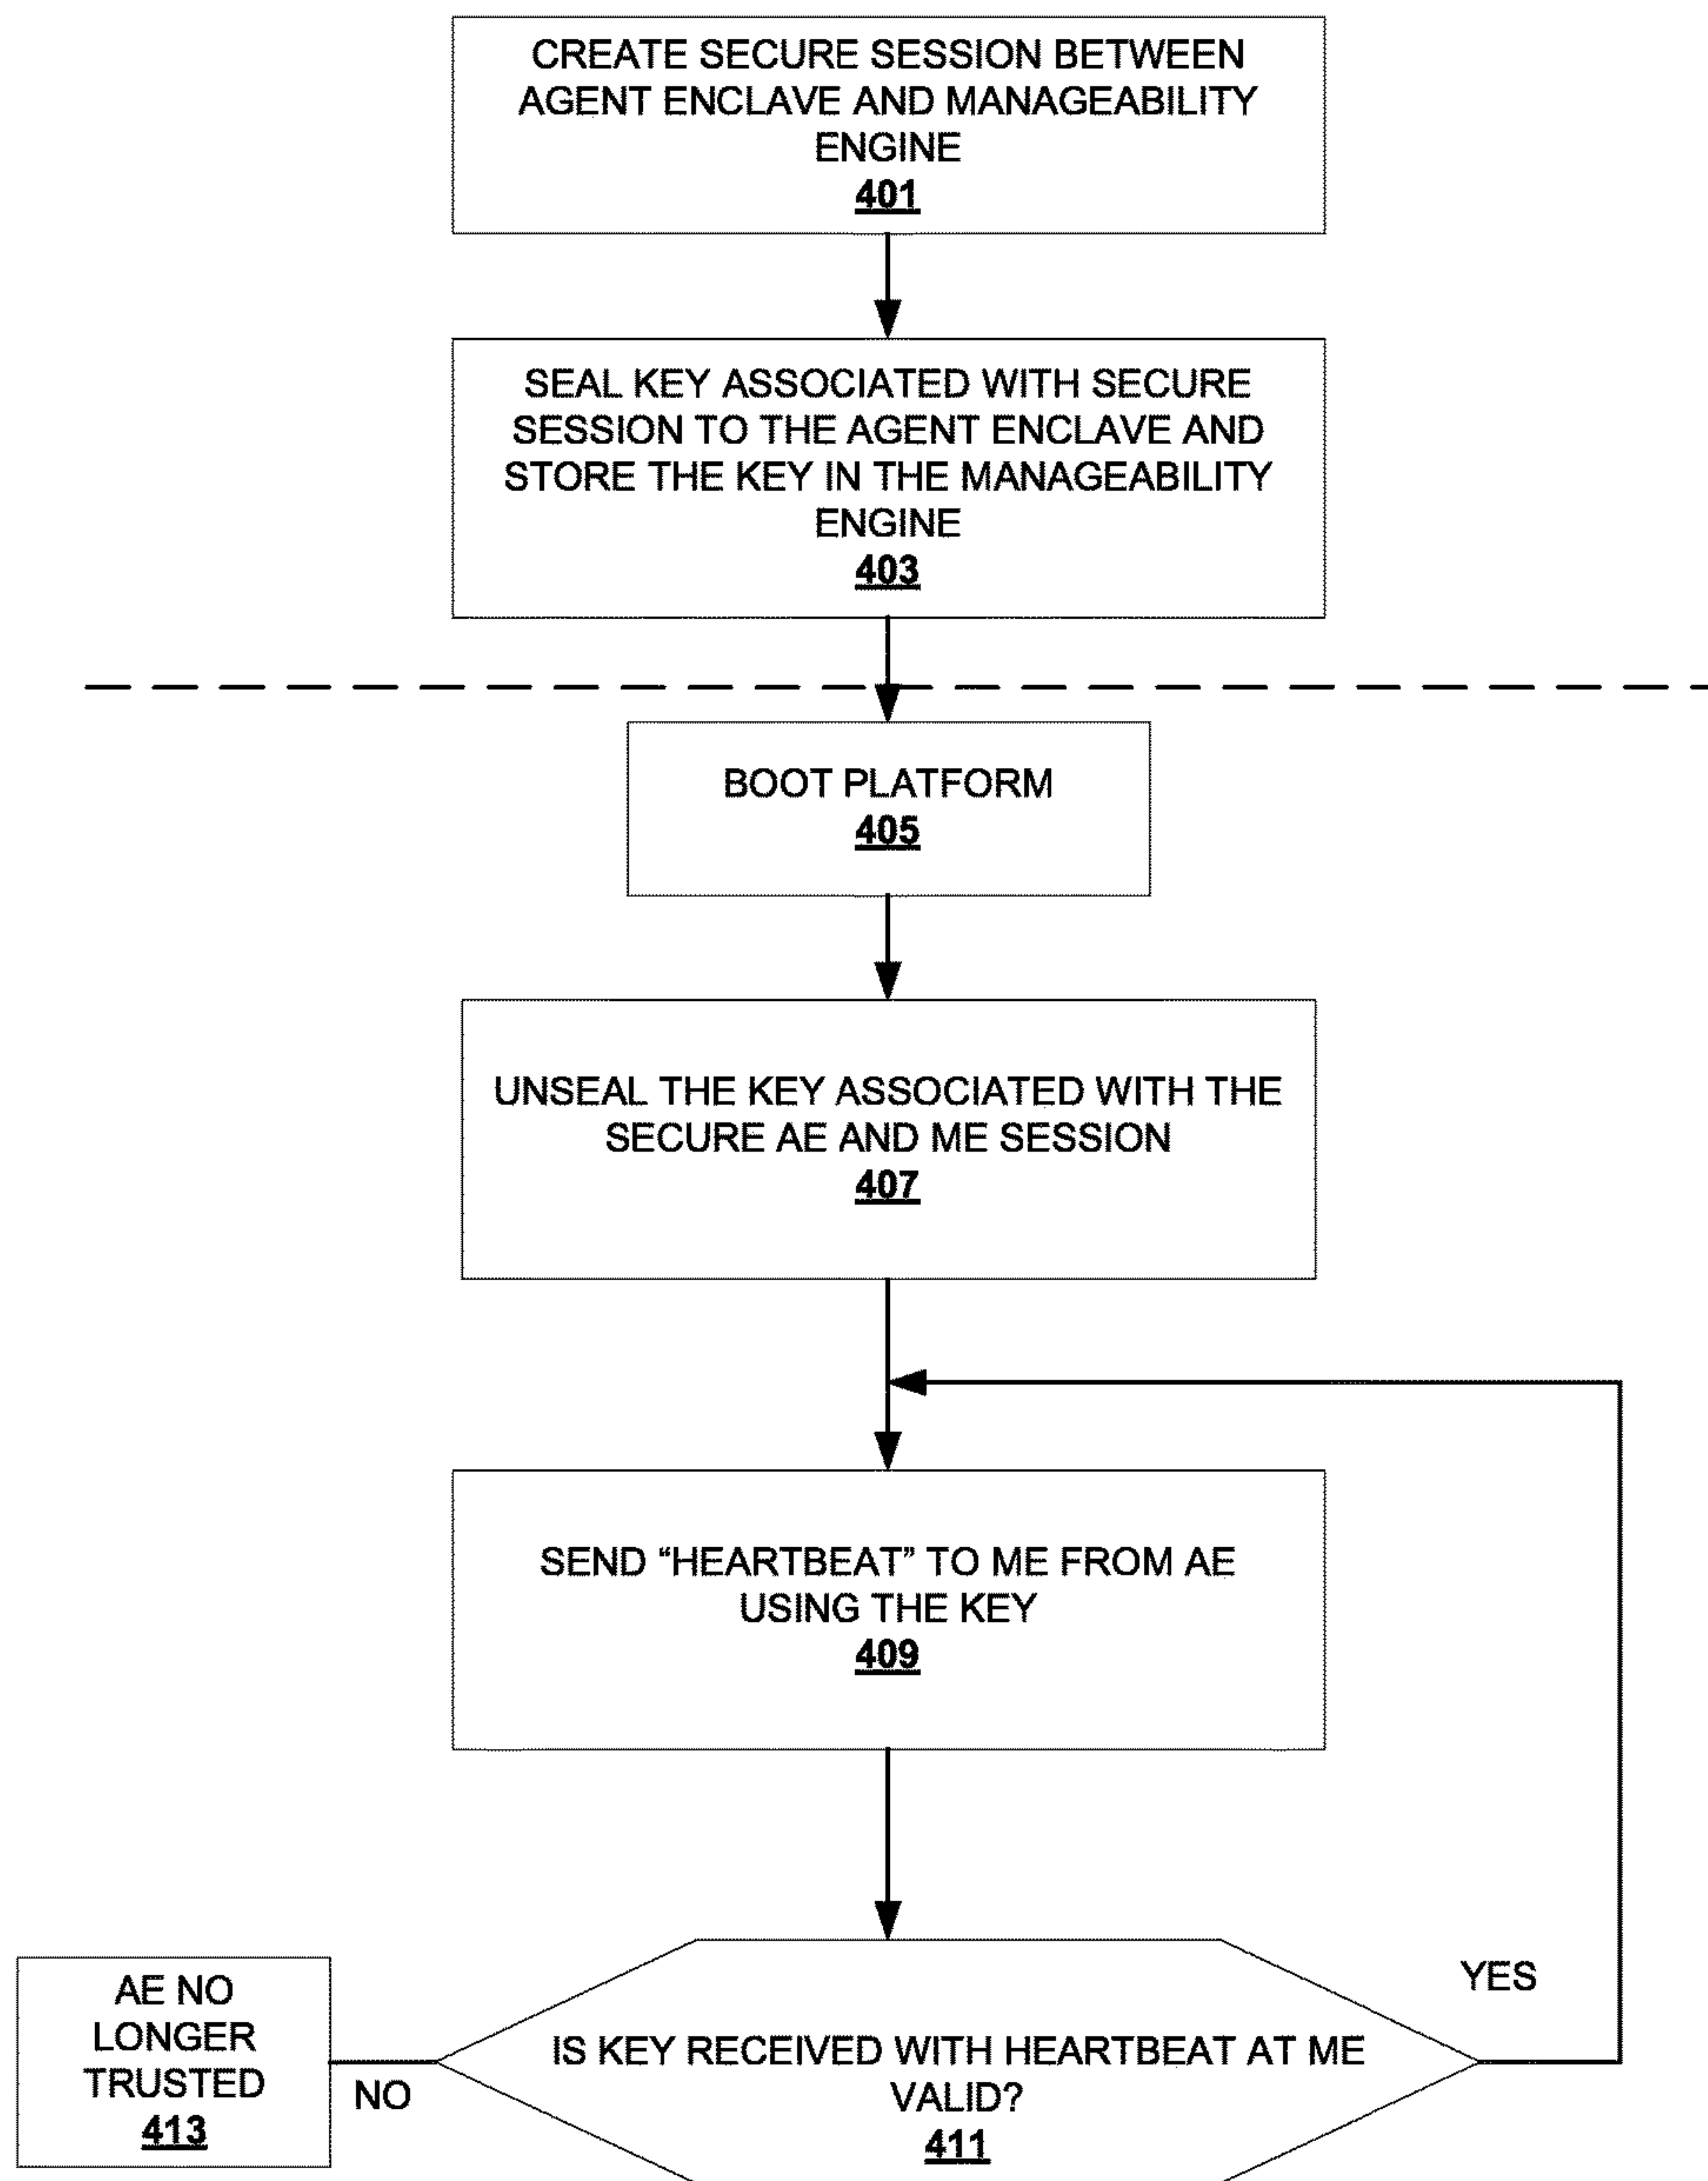 CREATE SECURE SESSION BETWEEN
AGENT ENCLAVE AND MANAGEABILITY
ENGINE
401
SEAL KEY ASSOCIATED WITH SECURE
SESSION TO THE AGENT ENCLAVE AND
STORE THE KEY IN THE MANAGEABILITY
ENGINE
403
BOOT PLATFORM
405
UNSEAL THE KEY ASSOCIATED WITH THE
SECURE AE AND ME SESSION
407
SEND “HEARTBEAT” TO ME FROM AE
USING THE KEY
409
IS KEY RECEIVED WITH HEARTBEAT AT ME
VALID?
411
YES
NO
AE NO
LONGER
TRUSTED
413